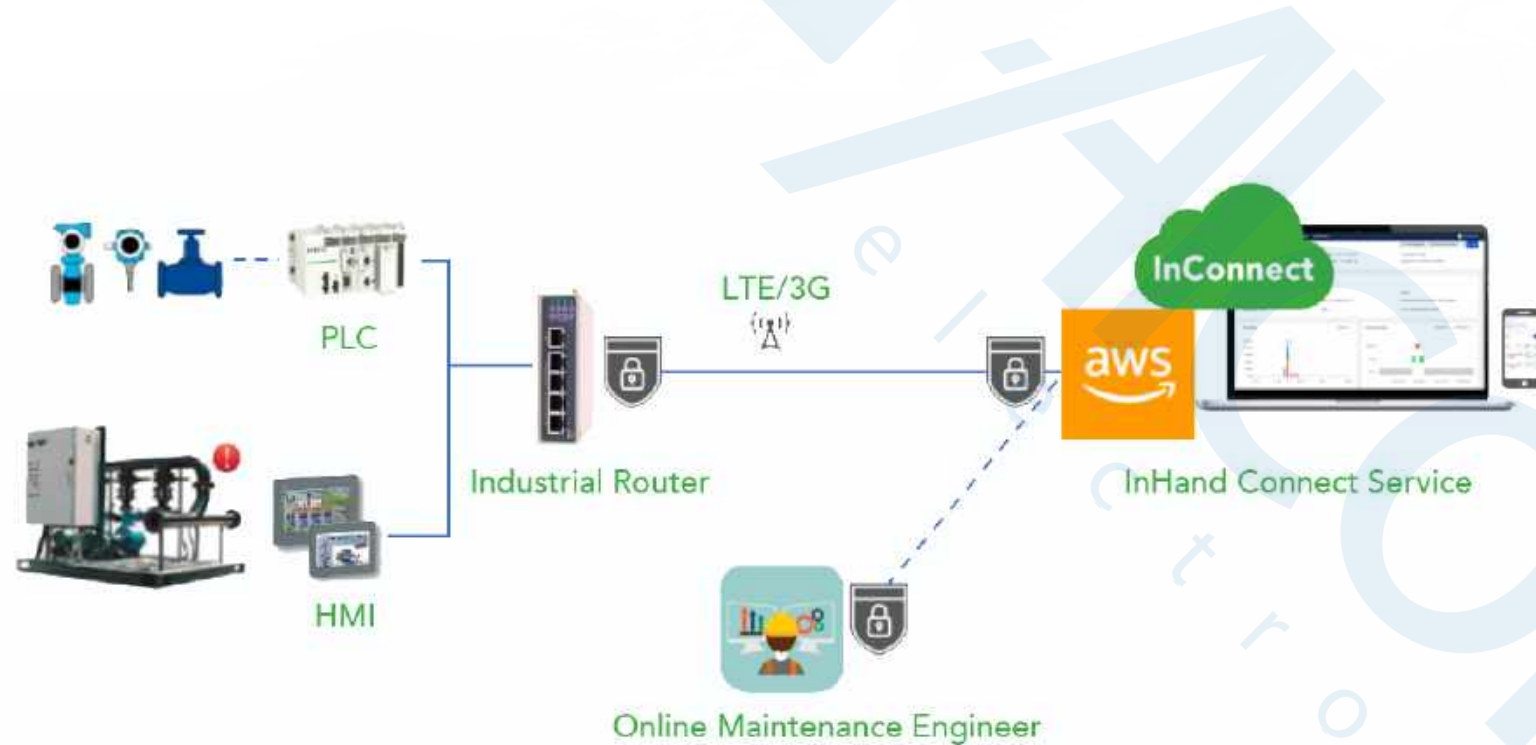 LTE/3G
InConnect
PLC
aws
Industrial Router
InHand Connect Service
HMI
Online Maintenance Engineer